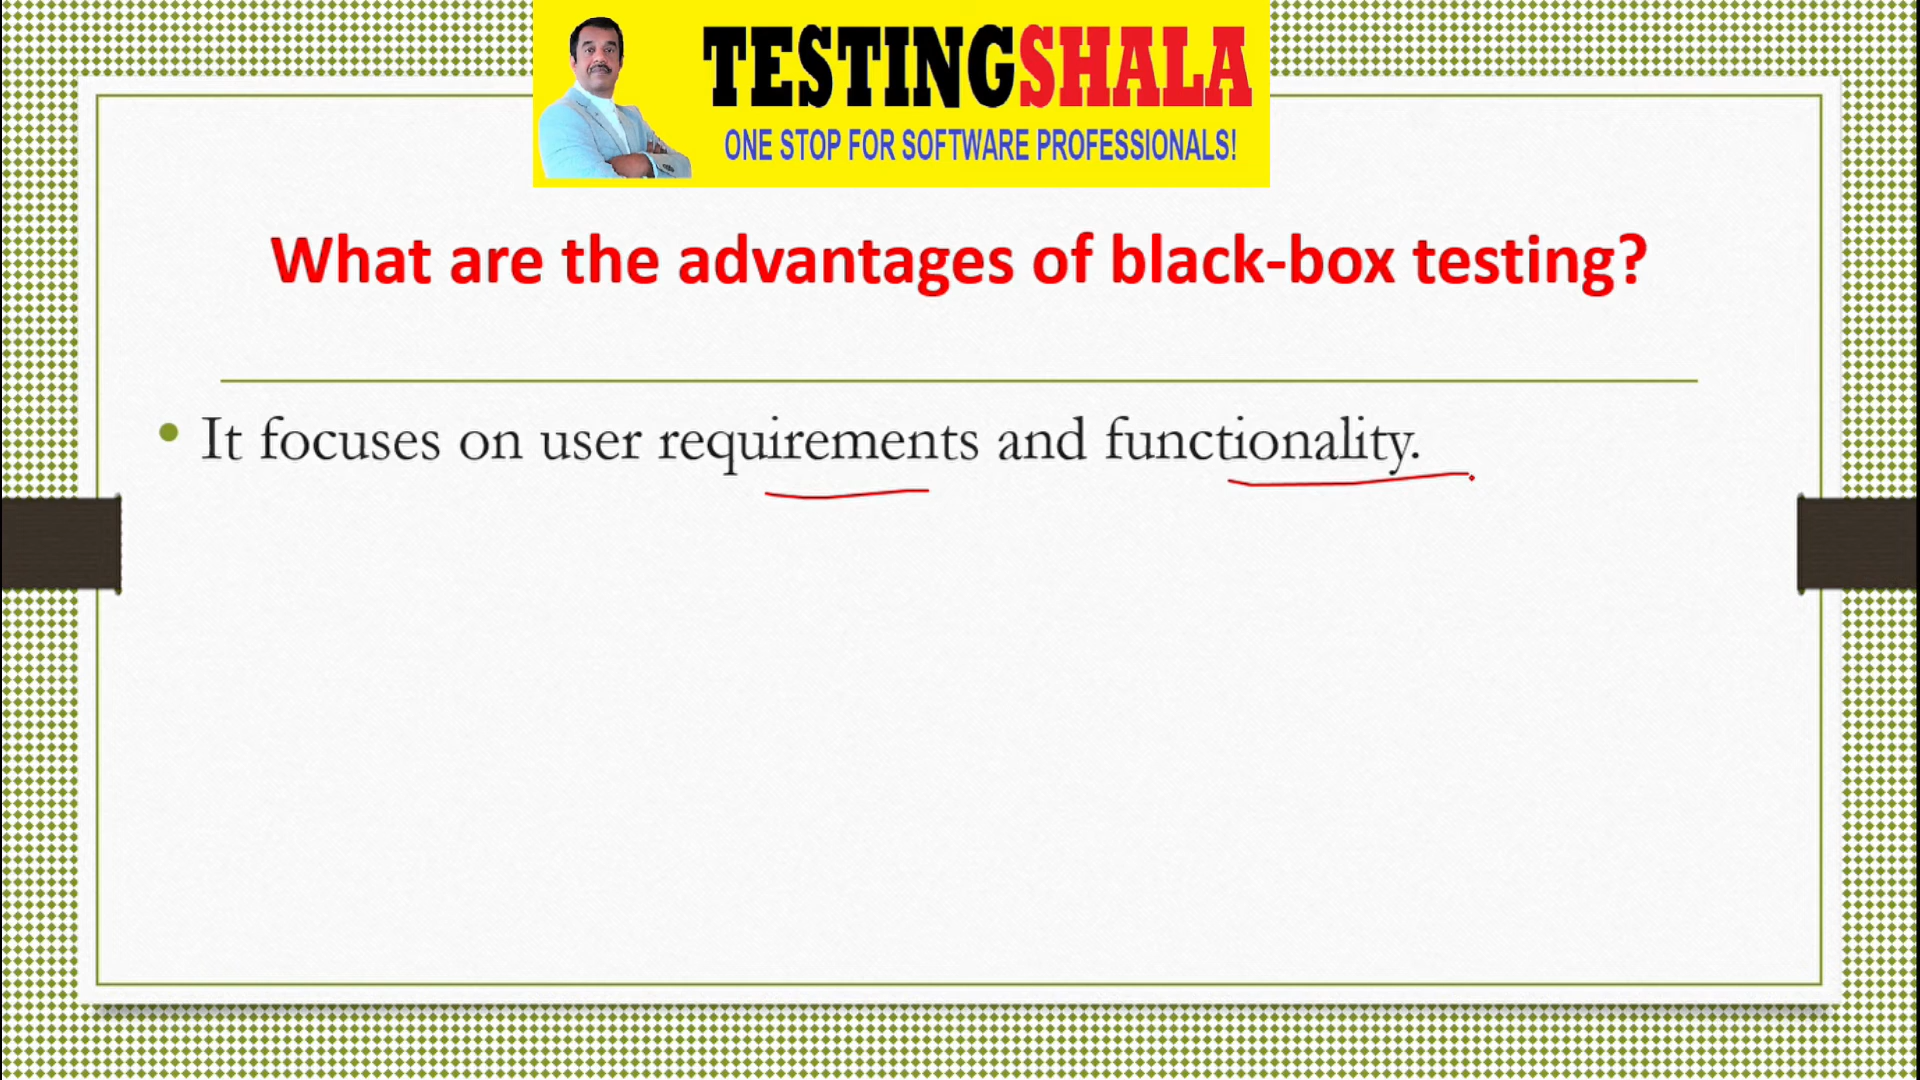 TESTINGSHALA
ONE STOP FOR SOFTWARE PROFESSIONALS!
What are the advantages of black-box testing?
• It focuses on user requirements and functionality.